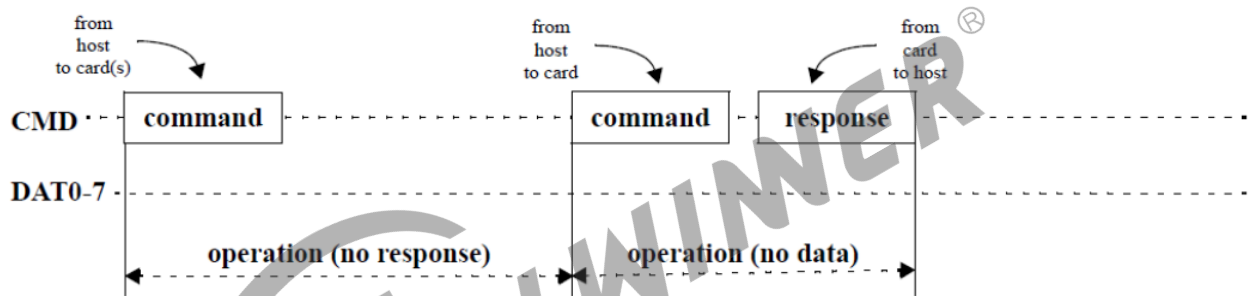 from
host
to card(s)
from
host
to card
from
card
to host
®
CMD command command response
DAT0-7
operation (no response) operation (no data)
WINNER